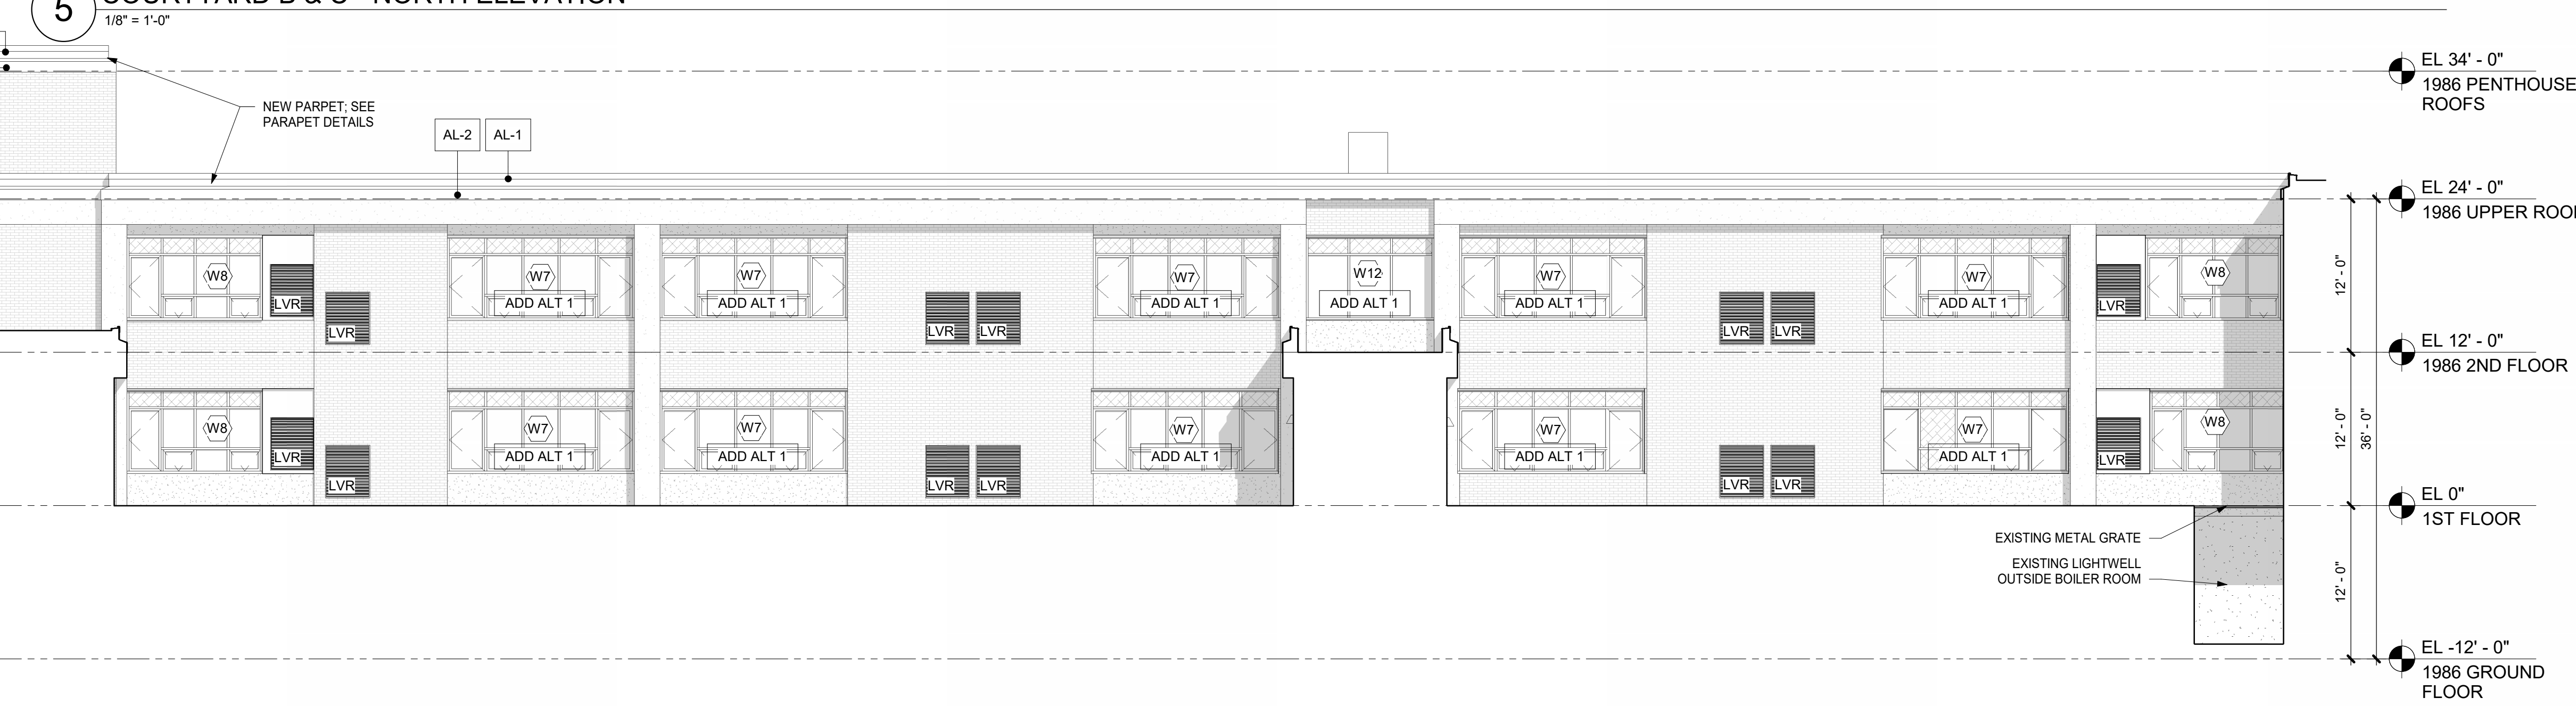 5
1/8" = 1'-0"
EL 34' - 0"
1986 PENTHOUSE
ROOFS
NEW PARPET; SEE
PARAPET DETAILS
AL-2 AL-1
EL 24' - 0"
1986 UPPER
W8 W7 W7 W7 W12 W7 W7 W8
LVR ADD ALT 1 ADD ALT 1 ADD ALT 1 ADD ALT 1 ADD ALT 1 ADD ALT 1 LVR
LVR LVR LVR LVR LVR
12' - 0"
EL 12' - 0"
1986 2ND FLOOR
W8 W7 W7 W7 W7 W7 W8
LVR ADD ALT 1 ADD ALT 1 ADD ALT 1 ADD ALT 1 ADD ALT 1 LVR
LVR LVR LVR LVR LVR
12' - 0"
36' - 0"
EL 0"
1ST FLOOR
EXISTING METAL GRATE
EXISTING LIGHTWELL
OUTSIDE BOILER ROOM
12' - 0"
EL -12' - 0"
1986 GROUND
FLOOR